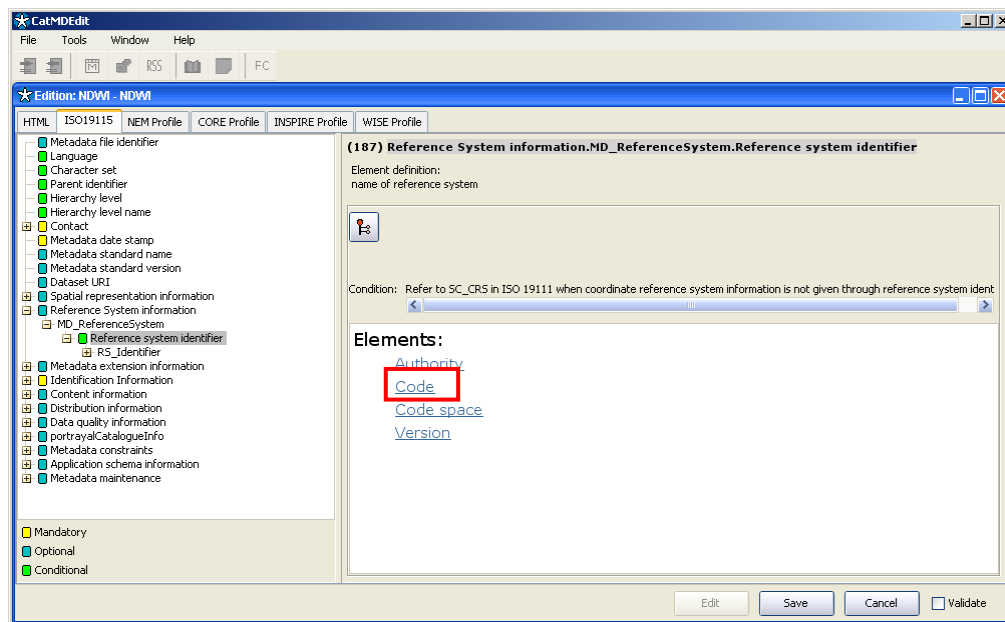 CatMDEdit
File Tools Window Help
RSS FC
Edition: NDWI - NDWI
HTML ISO19115 NEM Profile CORE Profile INSPIRE Profile WISE Profile
Metadata file identifier
Language
Character set
Parent identifier
Hierarchy level
Hierarchy level name
Contact
Metadata date stamp
Metadata standard name
Metadata standard version
Dataset URI
Spatial representation information
Reference System information
MD_ReferenceSystem
Reference system identifier
RS_Identifier
Metadata extension information
Identification Information
Content information
Distribution information
Data quality information
portrayalCatalogueInfo
Metadata constraints
Application schema information
Metadata maintenance
Mandatory
Optional
Conditional
(187) Reference System information.MD_ReferenceSystem.Reference system identifier
Element definition:
name of reference system
Condition: Refer to SC_CRS in ISO 19111 when coordinate reference system information is not given through reference system ident
Elements:
Authority
Code
Code space
Version
Edit Save Cancel Validate